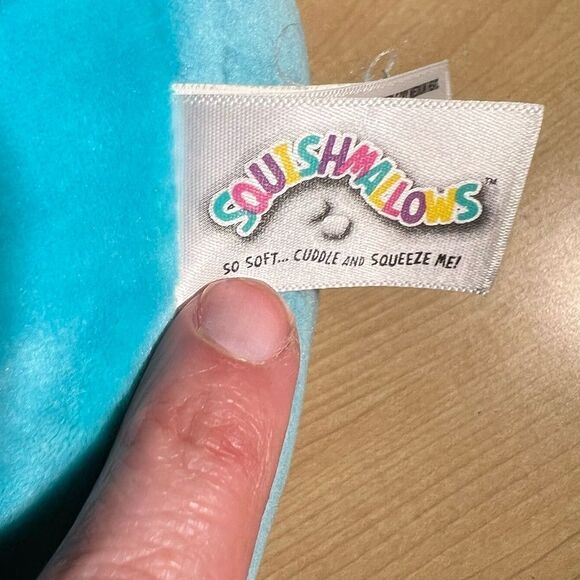 SQUISHMALLOWS™
SO SOFT... CUDDLE AND SQUEEZE ME!